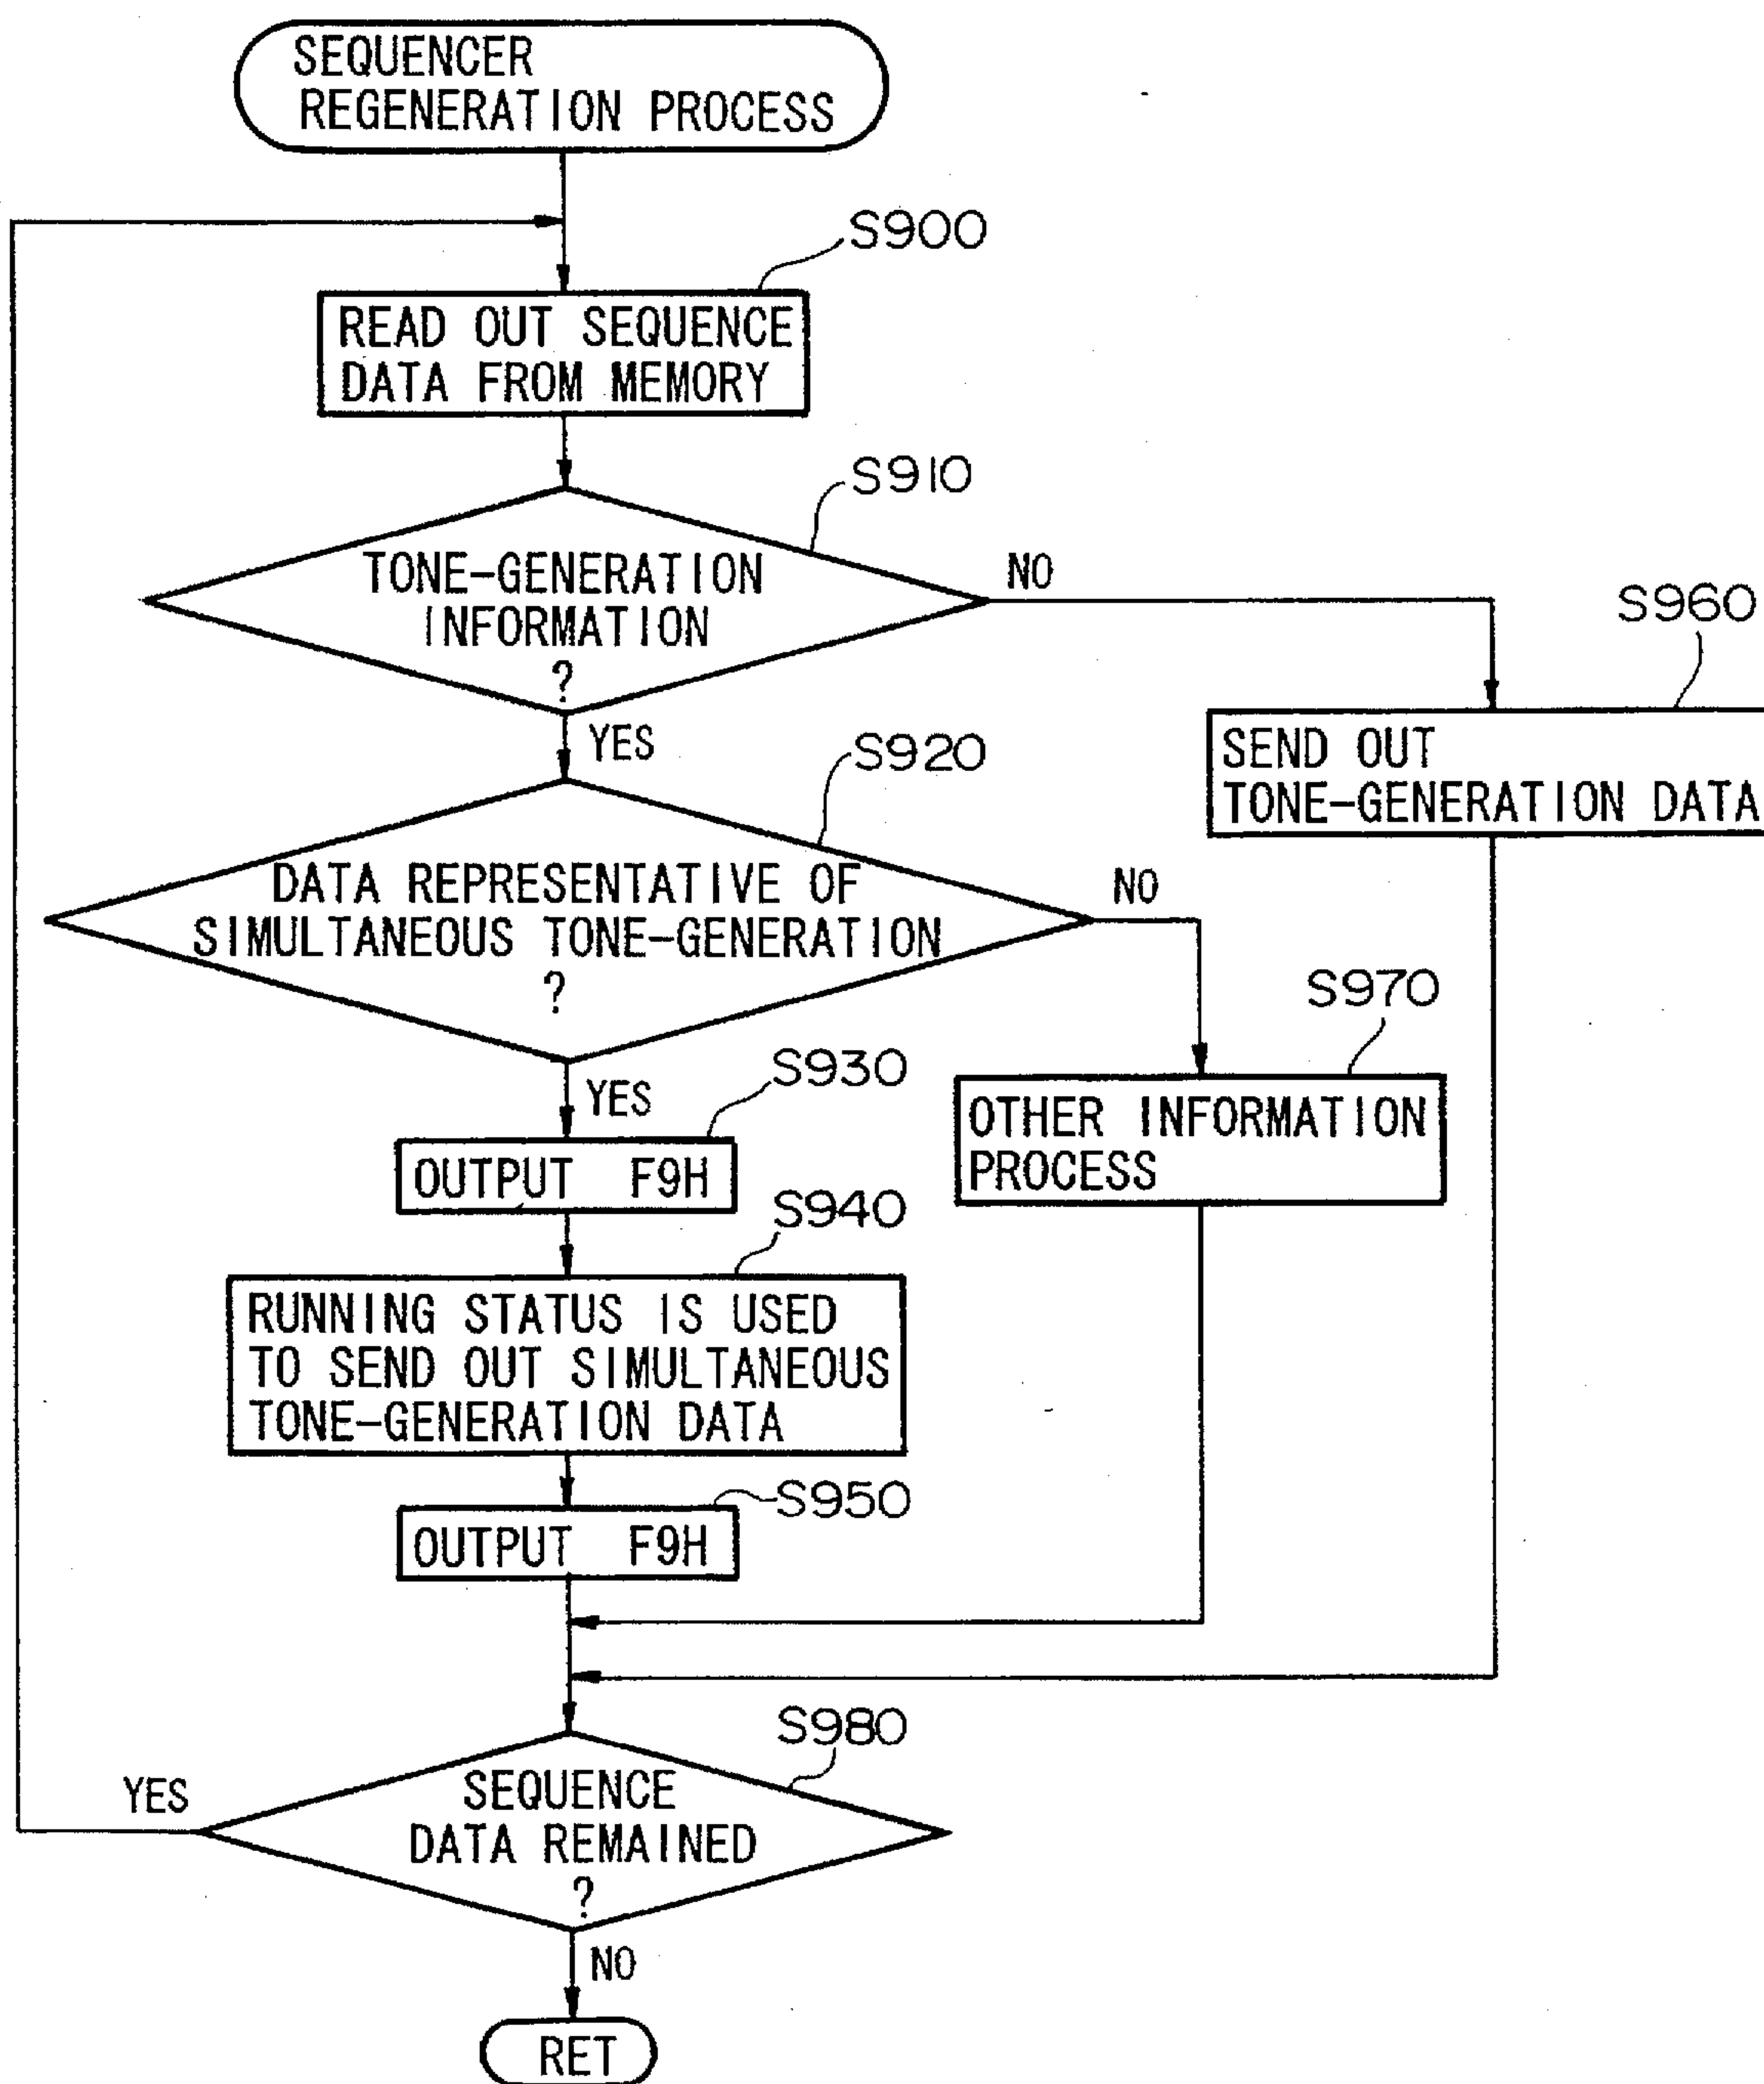 SEQUENCER
REGENERATION PROCESS
S900
READ OUT SEQUENCE
DATA FROM MEMORY
S910
TONE-GENERATION
INFORMATION
?
NO
YES
S960
SEND OUT
TONE-GENERATION DATA
S920
DATA REPRESENTATIVE OF
SIMULTANEOUS TONE-GENERATION
?
NO
YES
S970
OTHER INFORMATION
PROCESS
S930
OUTPUT F9H
S940
RUNNING STATUS IS USED
TO SEND OUT SIMULTANEOUS
TONE-GENERATION DATA
S950
OUTPUT F9H
S980
SEQUENCE
DATA REMAINED
?
YES
NO
RET